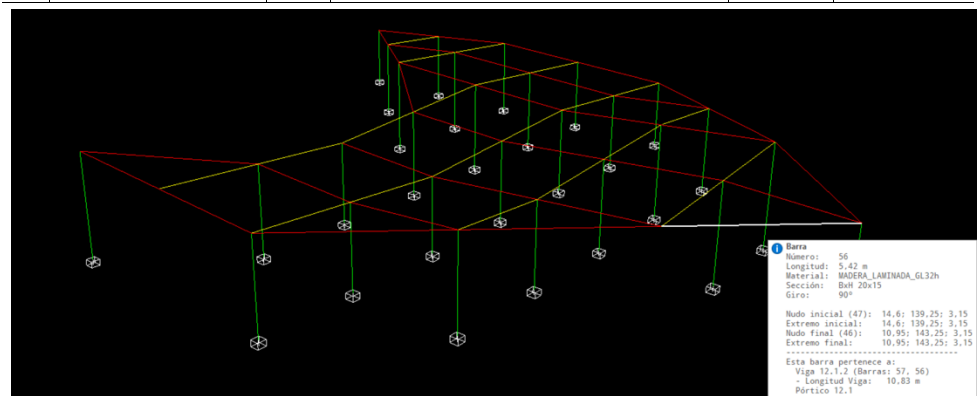 Barra
Número: 56
Longitud: 5,42 m
Material: MADERA_LAMINADA_GL32h
Sección: BxH 20x15
Giro: 90º
Nudo inicial (47): 14,6; 139,25; 3,15
Extremo inicial: 14,6; 139,25; 3,15
Nudo final (46): 10,95; 143,25; 3,15
Extremo final: 10,95; 143,25; 3,15
-----------------------------------
Esta barra pertenece a:
Viga 12.1.2 (Barras: 57, 56)
- Longitud Viga: 10,83 m
Pórtico 12.1